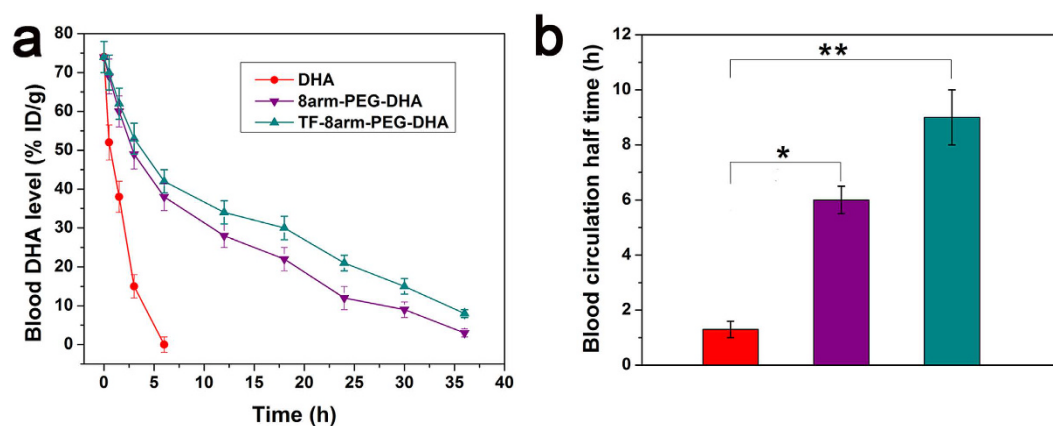 a
80
70
60
50
40
30
20
10
0
Blood DHA level (% ID/g)
DHA
8arm-PEG-DHA
TF-8arm-PEG-DHA
0 5 10 15 20 25 30 35 40
Time (h)
b
12
10
8
6
4
2
0
Blood circulation half time (h)
**
*